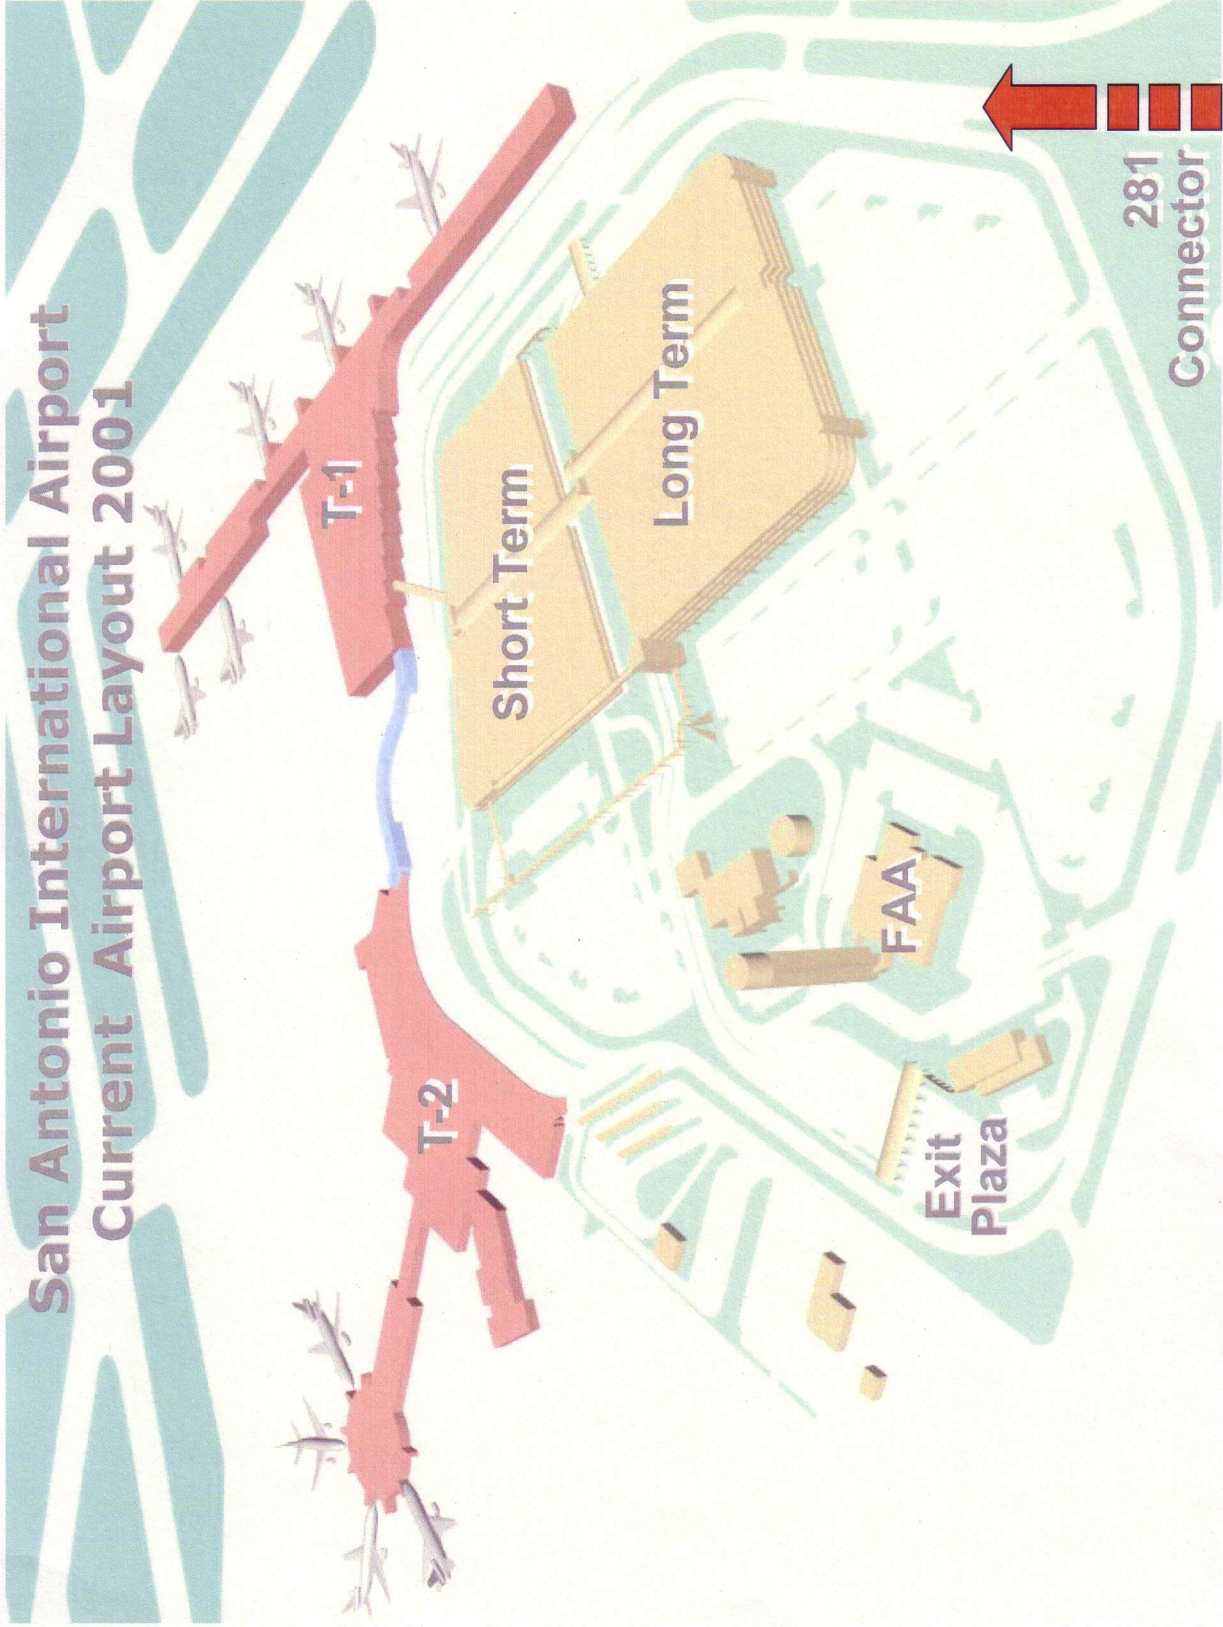 San Antonio International Airport
Current Airport Layout 2001
T-2
T-1
Short Term
Long Term
FAA
Exit
Plaza
281
Connector